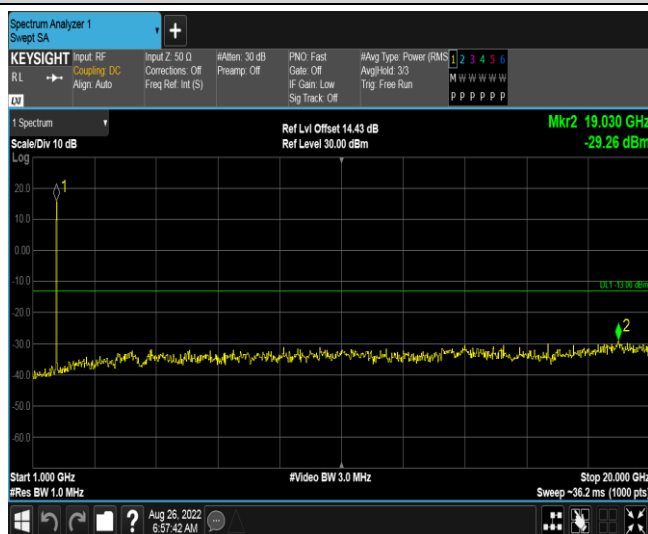 Spectrum Analyzer 1
Swept SA
+
KEYSIGHT Input: RF Input Z: 50 Ω #Atten: 30 dB PNO: Fast #Avg Type: Power (RMS 1 2 3 4 5 6
RL Coupling: DC Corrections: Off Preamp: Off Gate: Off Avg|Hold: 3/3 M W W W W W
Align: Auto Freq Ref: Int (S) IF Gain: Low Trig: Free Run
Sig Track: Off P P P P P P
LXI
1 Spectrum Ref Lvl Offset 14.43 dB Mkr2 19.030 GHz
Scale/Div 10 dB Ref Level 30.00 dBm -29.26 dBm
Log
1
20.0
10.0
0.00
-10.0
DL1 -13.00 dBm
-20.0
2
-30.0
-40.0
-50.0
-60.0
Start 1.000 GHz #Video BW 3.0 MHz Stop 20.000 GHz
#Res BW 1.0 MHz Sweep ~36.2 ms (1000 pts)
? Aug 26, 2022
6:57:42 AM